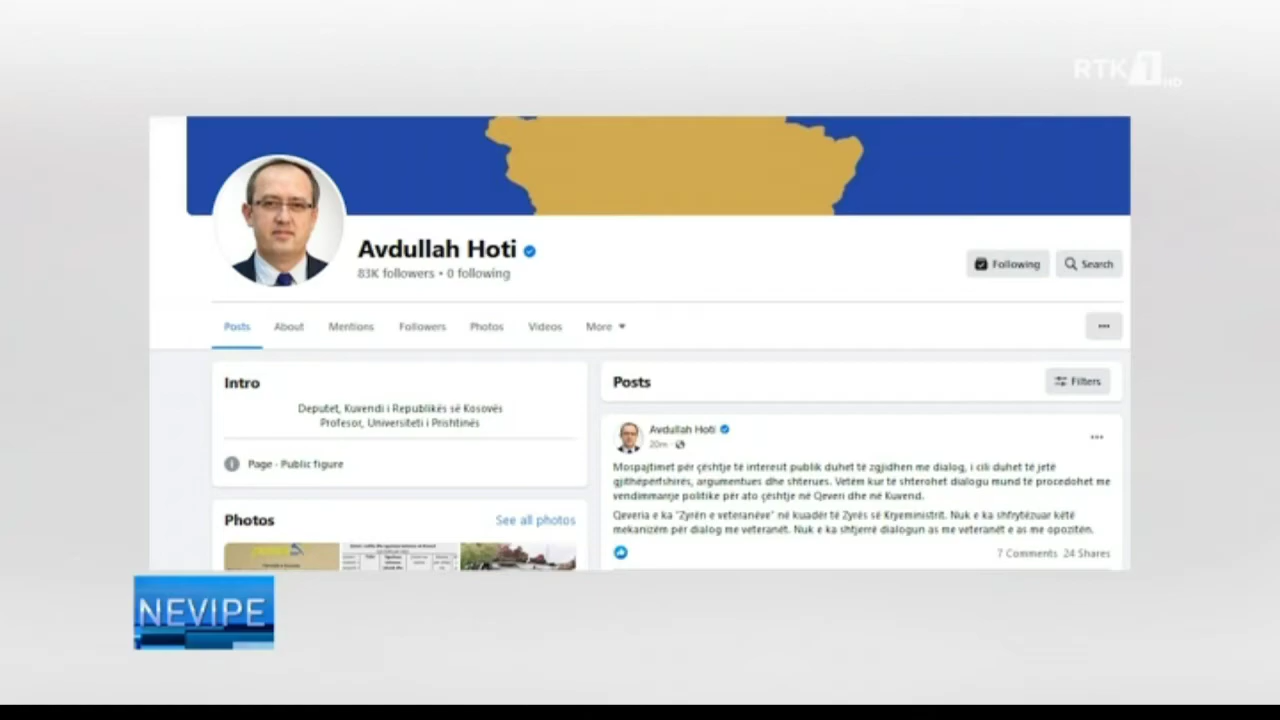 RTK 1 HD
Avdullah Hoti
83K followers • 0 following
Following
Search
Posts
About
Mentions
Followers
Photos
Videos
More
Intro
Deputet, Kuvendi i Republikës së Kosovës
Profesor, Universiteti i Prishtinës
Page · Public figure
Photos
See all photos
Posts
Filters
Avdullah Hoti
20m
Mospajtimet për çështje të interesit publik duhet të zgjidhen me dialog, i cili duhet të jetë
gjithëpërfshirës, argumentues dhe shterues. Vetëm kur të shterohet dialogu mund të procedohet me
vendimmarrje politike për ato çështje në Qeveri dhe në Kuvend.
Qeveria e ka "Zyrën e veteranëve" në kuadër të Zyrës së Kryeministrit. Nuk e ka shfrytëzuar këtë
mekanizëm për dialog me veteranët. Nuk e ka shtjerrë dialogun as me veteranët e as me opozitën.
7 Comments 24 Shares
NEVIPE